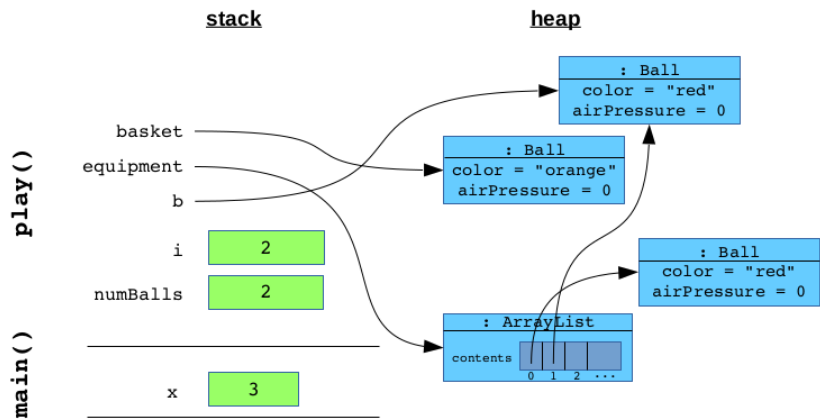 stack
heap
play()
basket
equipment
b
i
2
numBalls
2
main()
x
3
: Ball
color = "red"
airPressure = 0
: Ball
color = "orange"
airPressure = 0
: Ball
color = "red"
airPressure = 0
: ArrayList
contents
0 1 2 ...